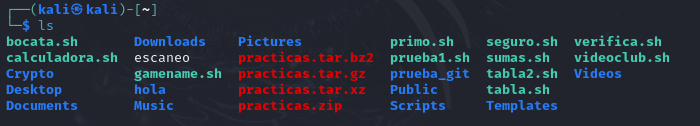 ┌──(kali㉿kali)-[~]
└─$ ls
bocata.sh Downloads Pictures primo.sh seguro.sh verifica.sh
calculadora.sh escaneo practicas.tar.bz2 prueba1.sh sumas.sh videoclub.sh
Crypto gamename.sh practicas.tar.gz prueba_git tabla2.sh Videos
Desktop hola practicas.tar.xz Public tabla.sh
Documents Music practicas.zip Scripts Templates